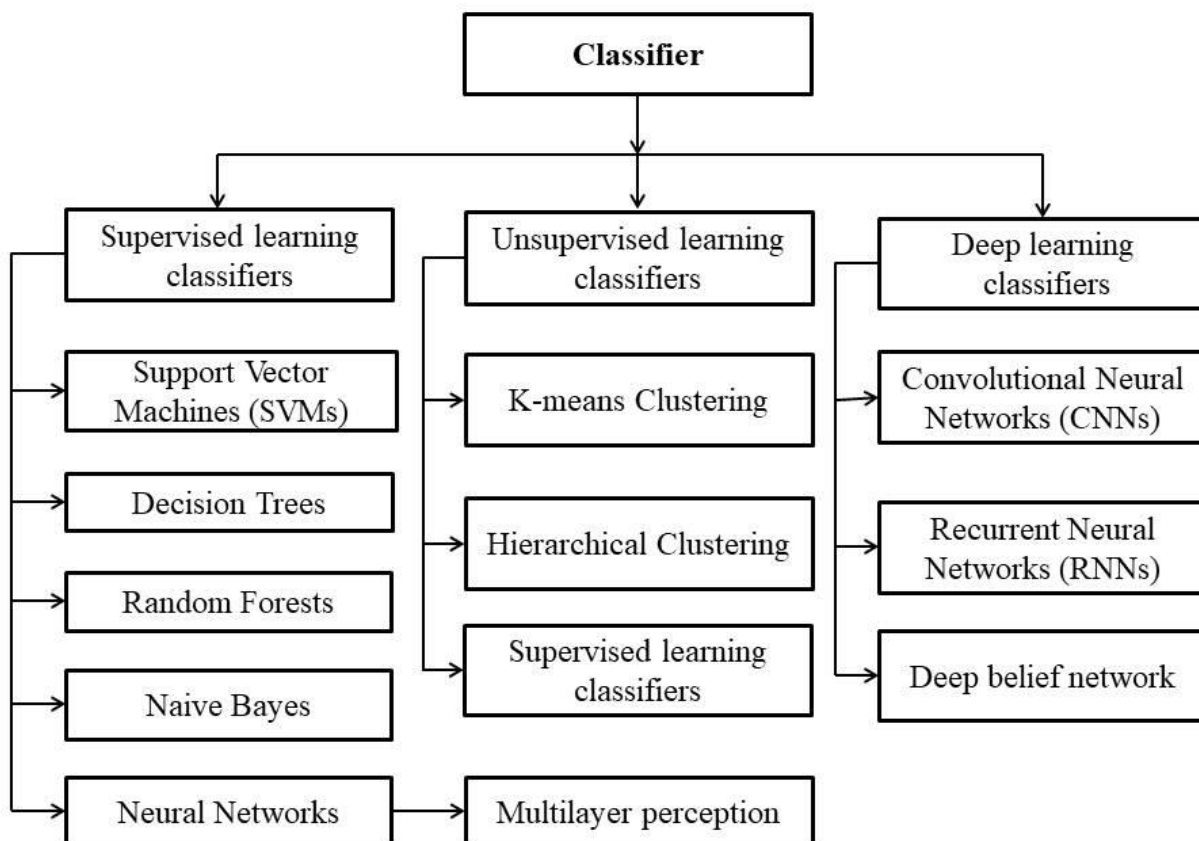 Classifier
Supervised learning
classifiers
Unsupervised learning
classifiers
Deep learning
classifiers
Support Vector
Machines (SVMs)
K-means Clustering
Convolutional Neural
Networks (CNNs)
Decision Trees
Hierarchical Clustering
Recurrent Neural
Networks (RNNs)
Random Forests
Supervised learning
classifiers
Deep belief network
Naive Bayes
Neural Networks
Multilayer perception